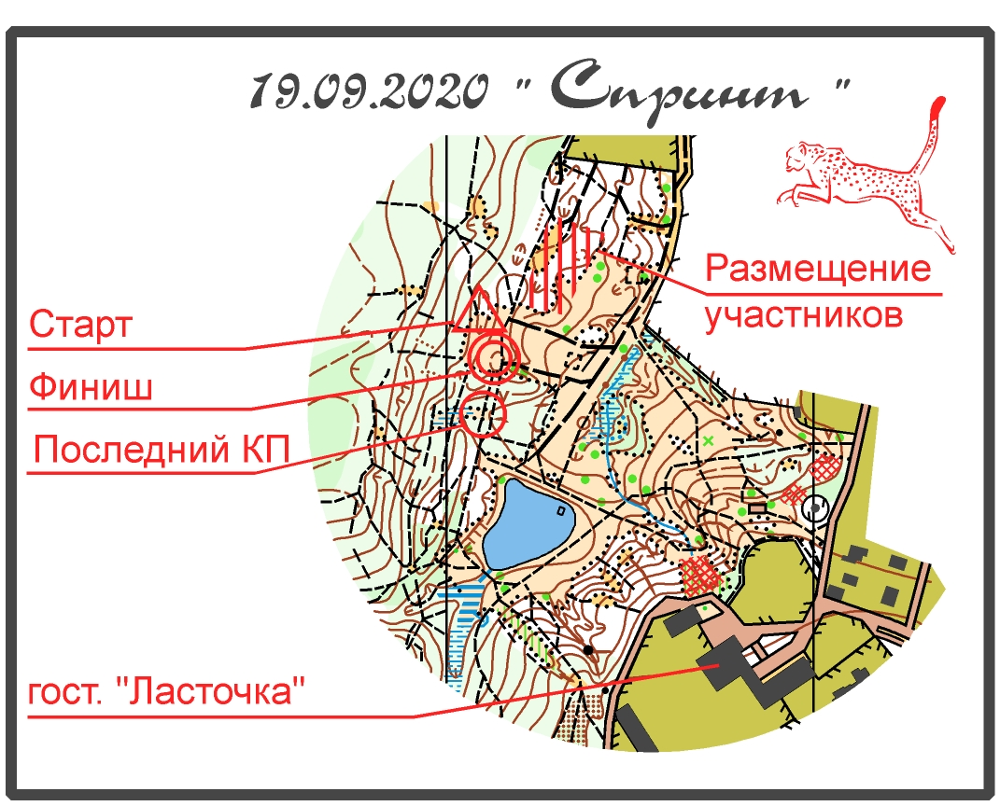 19.09.2020 " Спринт "
Размещение
участников
Старт
Финиш
Последний КП
гост. "Ласточка"